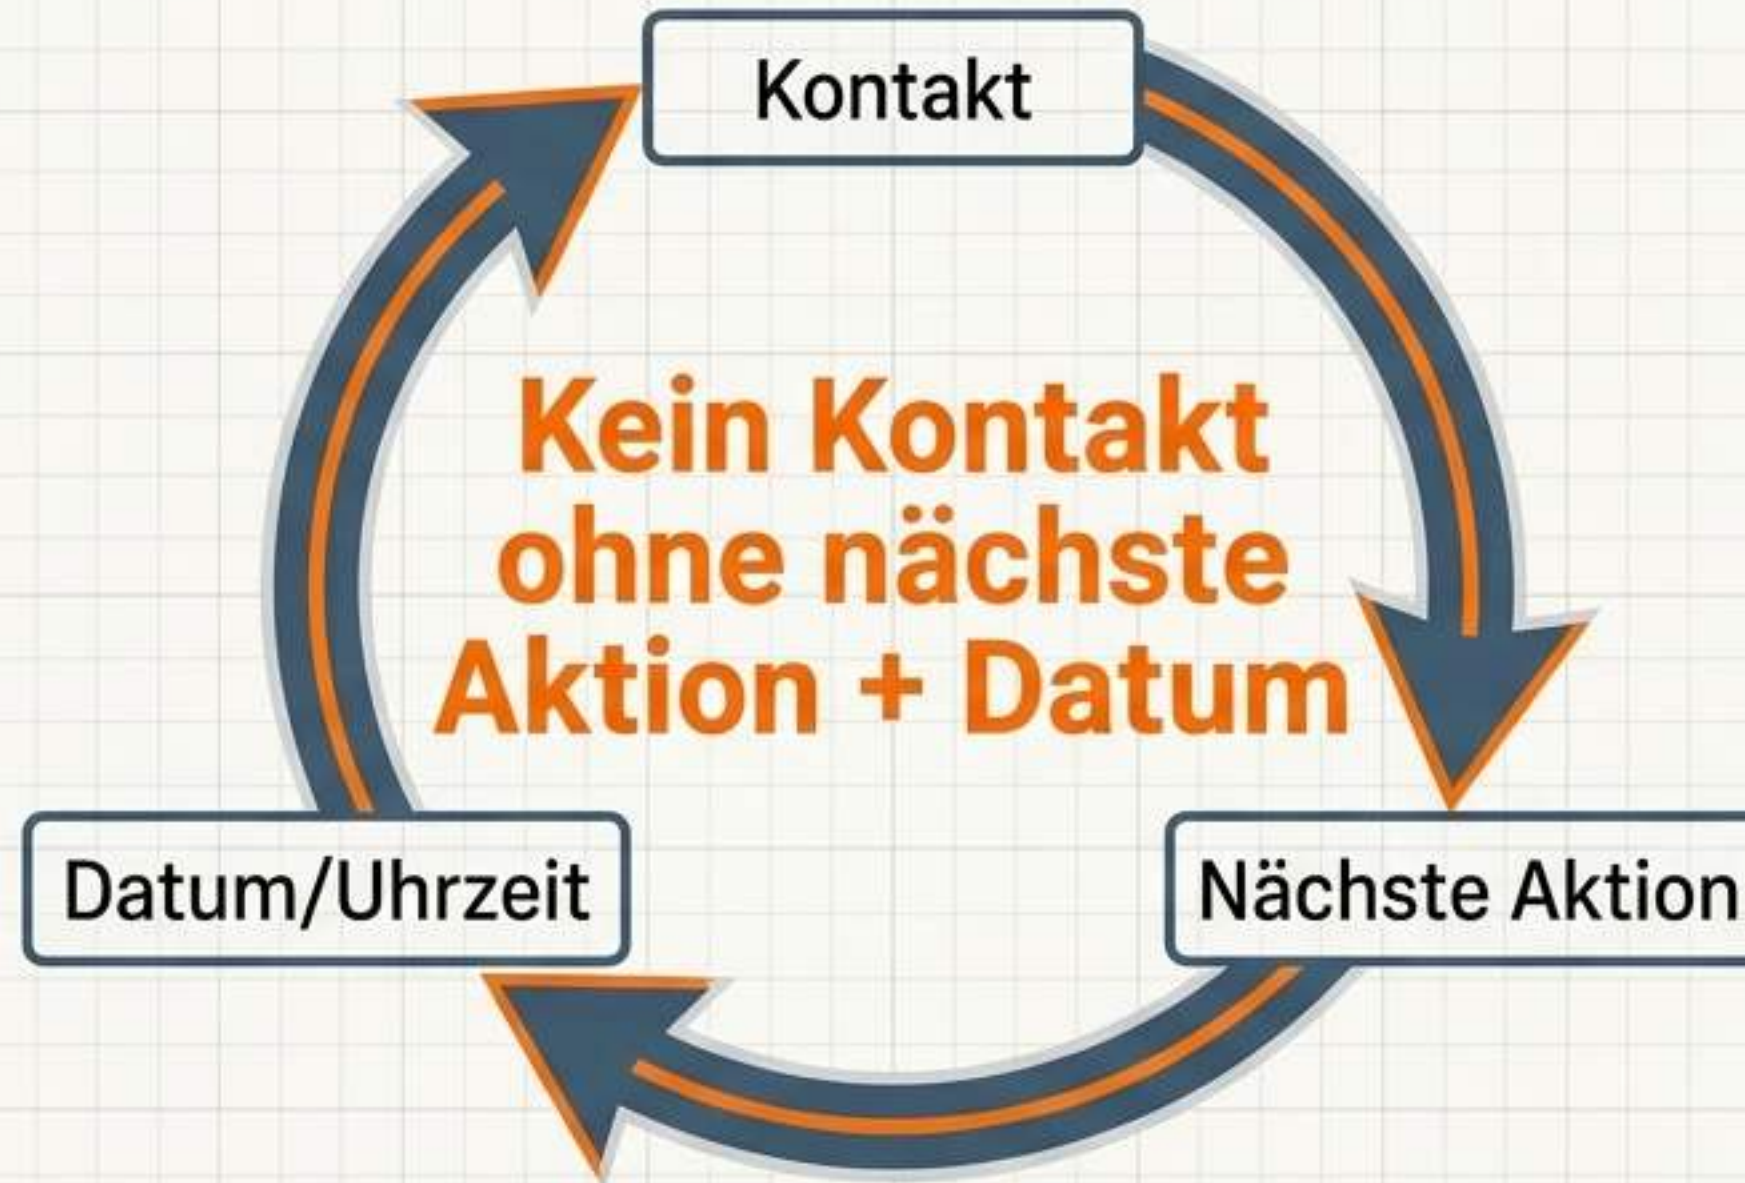 Kontakt
Kein Kontakt
ohne nächste
Aktion + Datum
Datum/Uhrzeit
Nächste Aktion